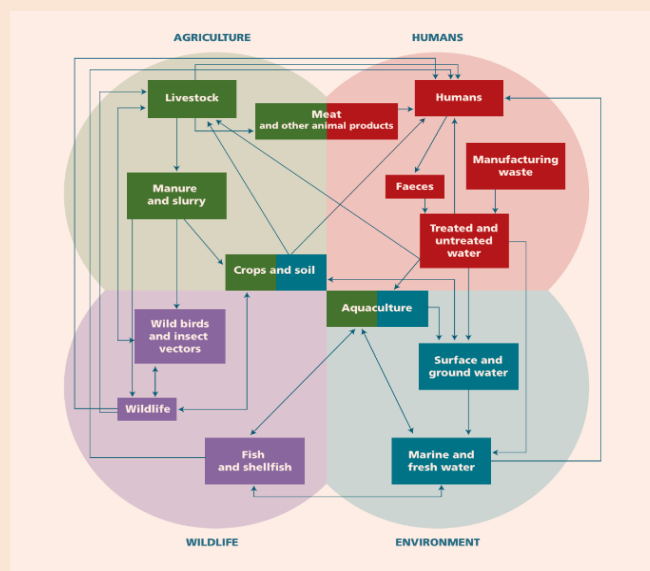 AGRICULTURE
HUMANS
Livestock
Humans
Meat
and other animal products
Manufacturing
waste
Faeces
Manure
and slurry
Treated and
untreated
water
Crops and soil
Aquaculture
Wild birds
and insect
vectors
Surface and
ground water
Wildlife
Fish
and shellfish
Marine and
fresh water
WILDLIFE
ENVIRONMENT